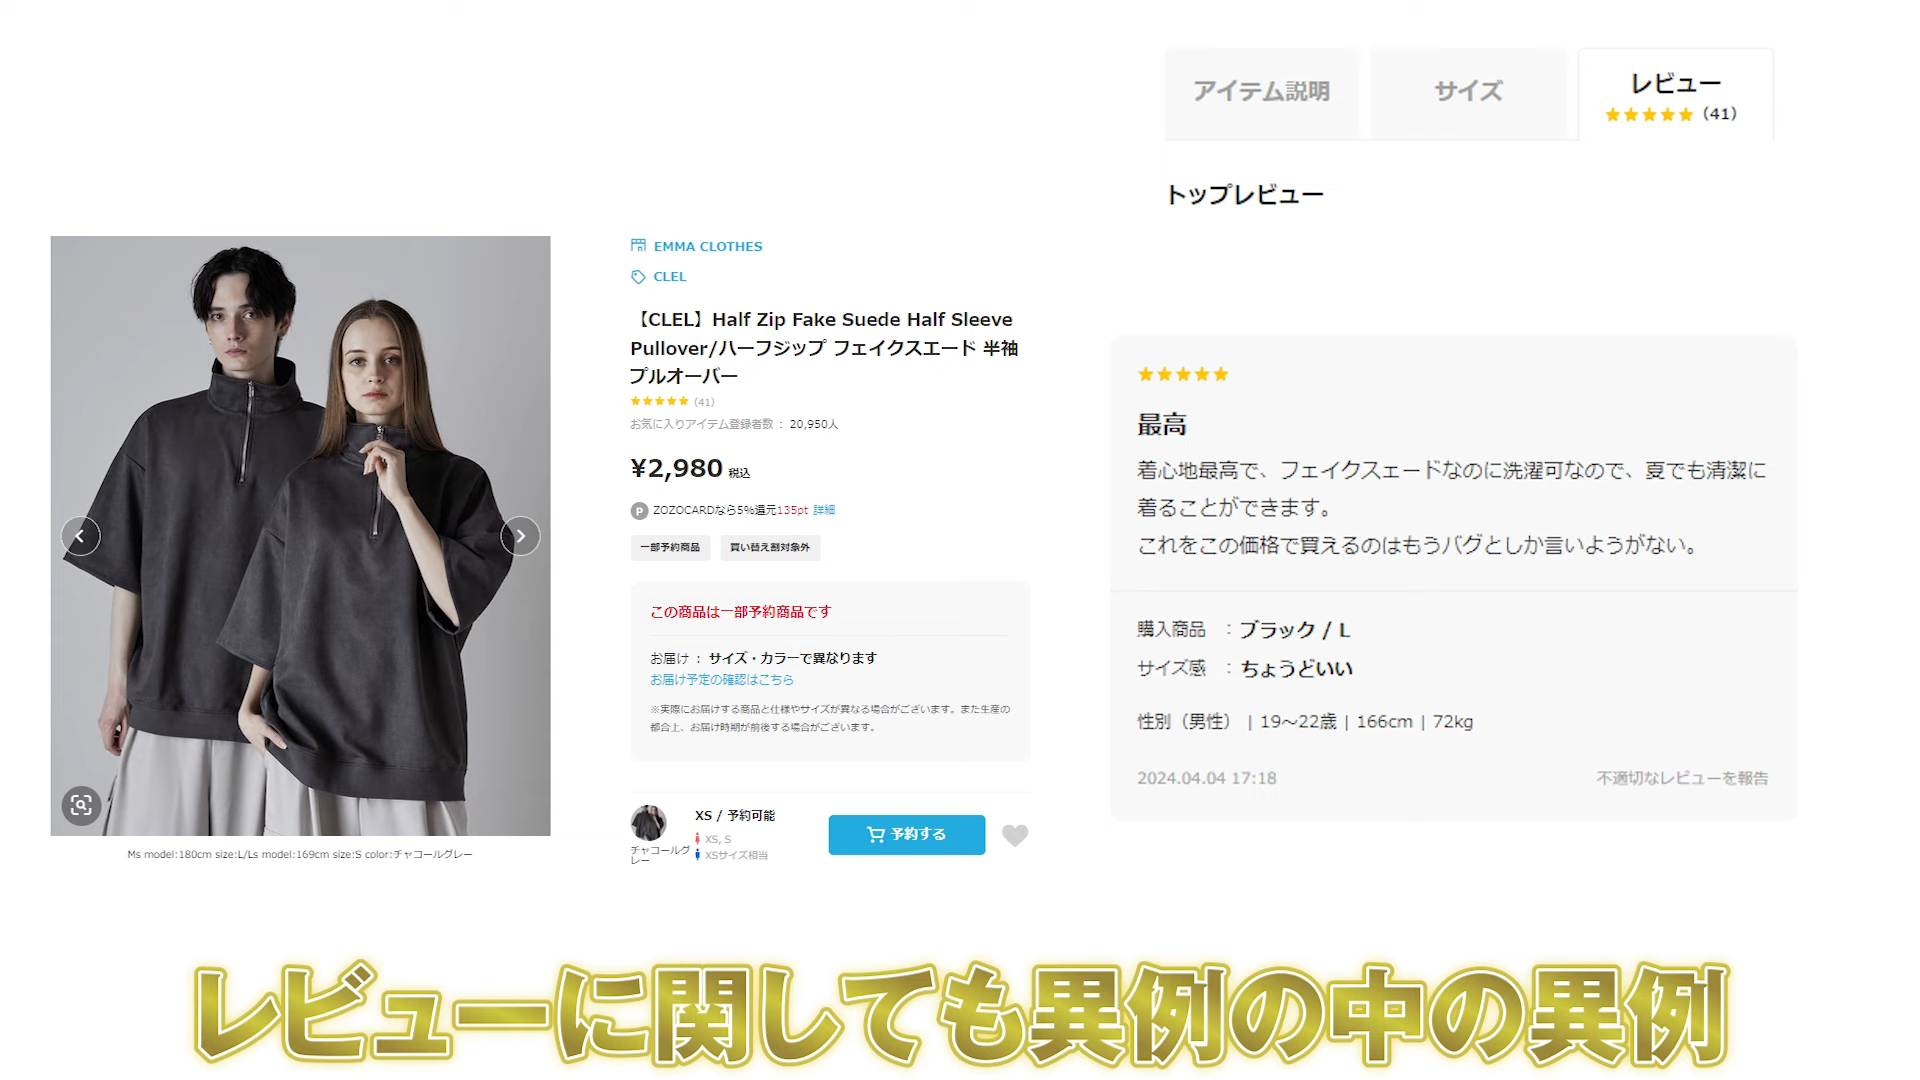 アイテム説明
サイズ
レビュー
★★★★★ (41)
トップレビュー
EMMA CLOTHES
CLEL
【CLEL】Half Zip Fake Suede Half Sleeve
Pullover/ハーフジップ フェイクスエード 半袖
プルオーバー
★★★★★ (41)
お気に入りアイテム登録者数 : 20,950人
¥2,980 税込
P ZOZOCARDなら5%還元135pt 詳細
一部予約商品
買い替え割対象外
この商品は一部予約商品です
お届け : サイズ・カラーで異なります
お届け予定の確認はこちら
※実際にお届けする商品と仕様やサイズが異なる場合がございます。また生産の
都合上、お届け時期が前後する場合がございます。
チャコールグ
レー
XS / 予約可能
XS, S
XSサイズ相当
予約する
Ms model:180cm size:L/Ls model:169cm size:S color:チャコールグレー
★★★★★
最高
着心地最高で、フェイクスェードなのに洗濯可なので、夏でも清潔に
着ることができます。
これをこの価格で買えるのはもうバグとしか言いようがない。
購入商品 : ブラック / L
サイズ感 : ちょうどいい
性別（男性） | 19〜22歳 | 166cm | 72kg
2024.04.04 17:18
不適切なレビューを報告
レビューに関しても異例の中の異例